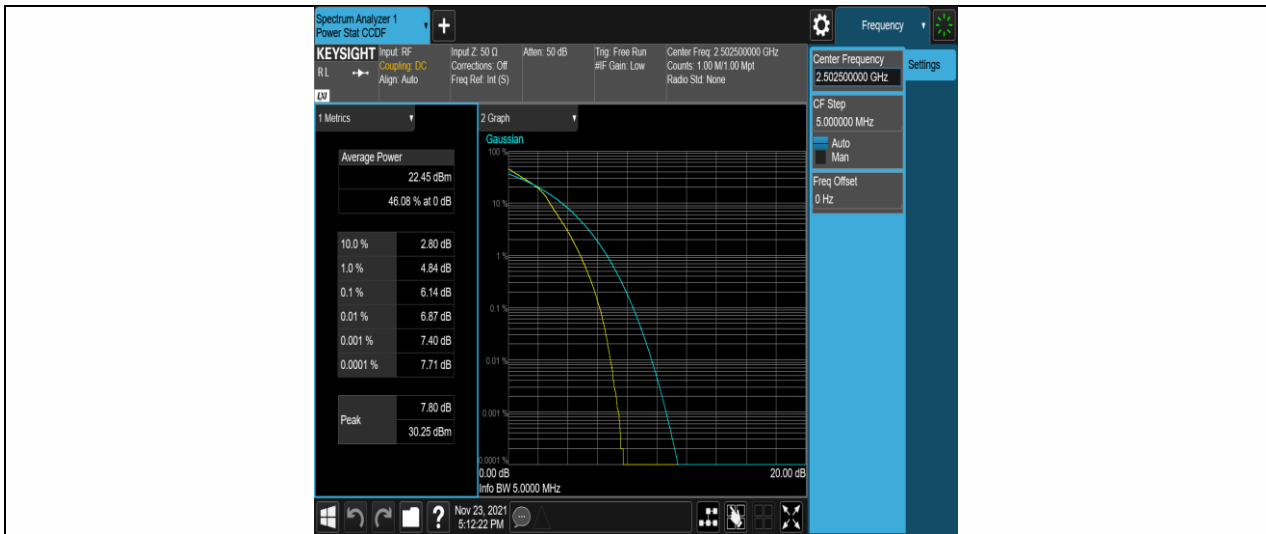 Spectrum Analyzer 1
Power Stat CCDF
+
Frequency
KEYSIGHT
RL
LXI
Input: RF
Coupling: DC
Align: Auto
Input Z: 50 Ω
Corrections: Off
Freq Ref: Int (S)
Atten: 50 dB
Trig: Free Run
#IF Gain: Low
Center Freq: 2.502500000 GHz
Counts: 1.00 M/1.00 Mpt
Radio Std: None
Center Frequency
2.502500000 GHz
Settings
CF Step
5.000000 MHz
Auto
Man
Freq Offset
0 Hz
1 Metrics
Average Power
22.45 dBm
46.08 % at 0 dB
10.0 % 2.80 dB
1.0 % 4.84 dB
0.1 % 6.14 dB
0.01 % 6.87 dB
0.001 % 7.40 dB
0.0001 % 7.71 dB
Peak
7.80 dB
30.25 dBm
2 Graph
Gaussian
100 %
10 %
1 %
0.1 %
0.01 %
0.001 %
0.0001 %
0.00 dB 20.00 dB
Info BW 5.0000 MHz
?
Nov 23, 2021
5:12:22 PM